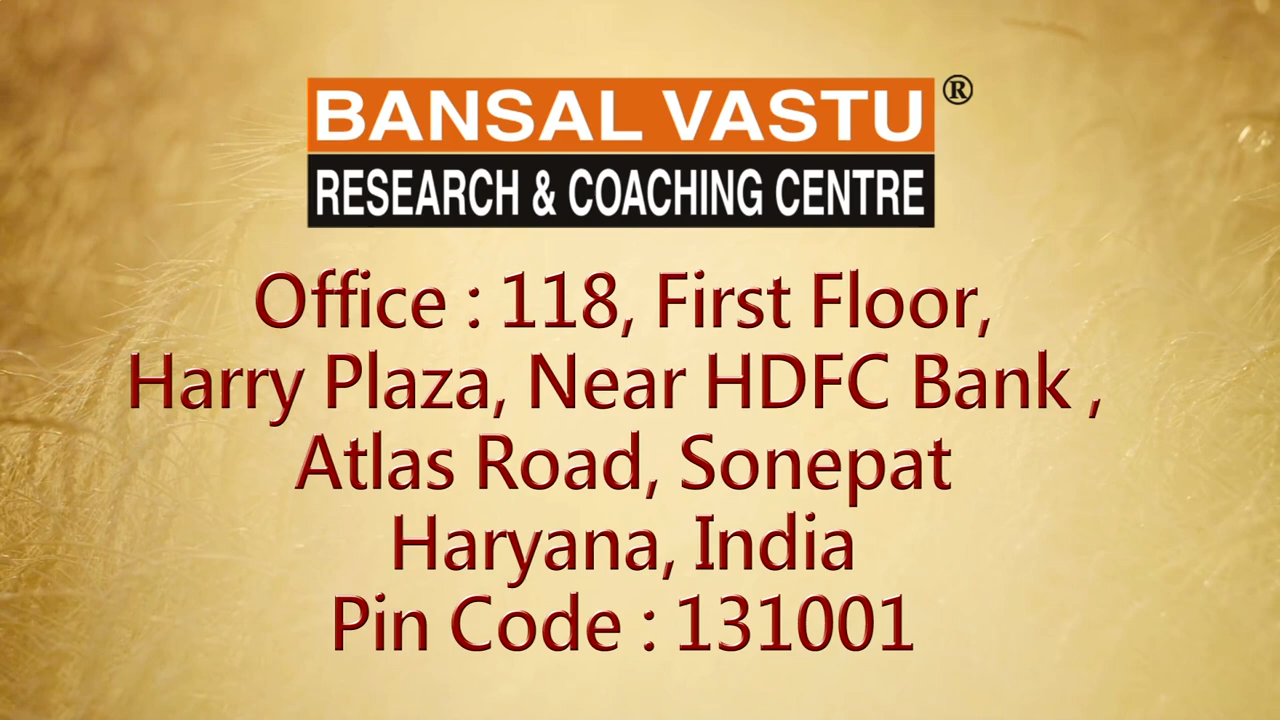 BANSAL VASTU ®
RESEARCH & COACHING CENTRE
Office : 118, First Floor,
Harry Plaza, Near HDFC Bank ,
Atlas Road, Sonepat
Haryana, India
Pin Code : 131001